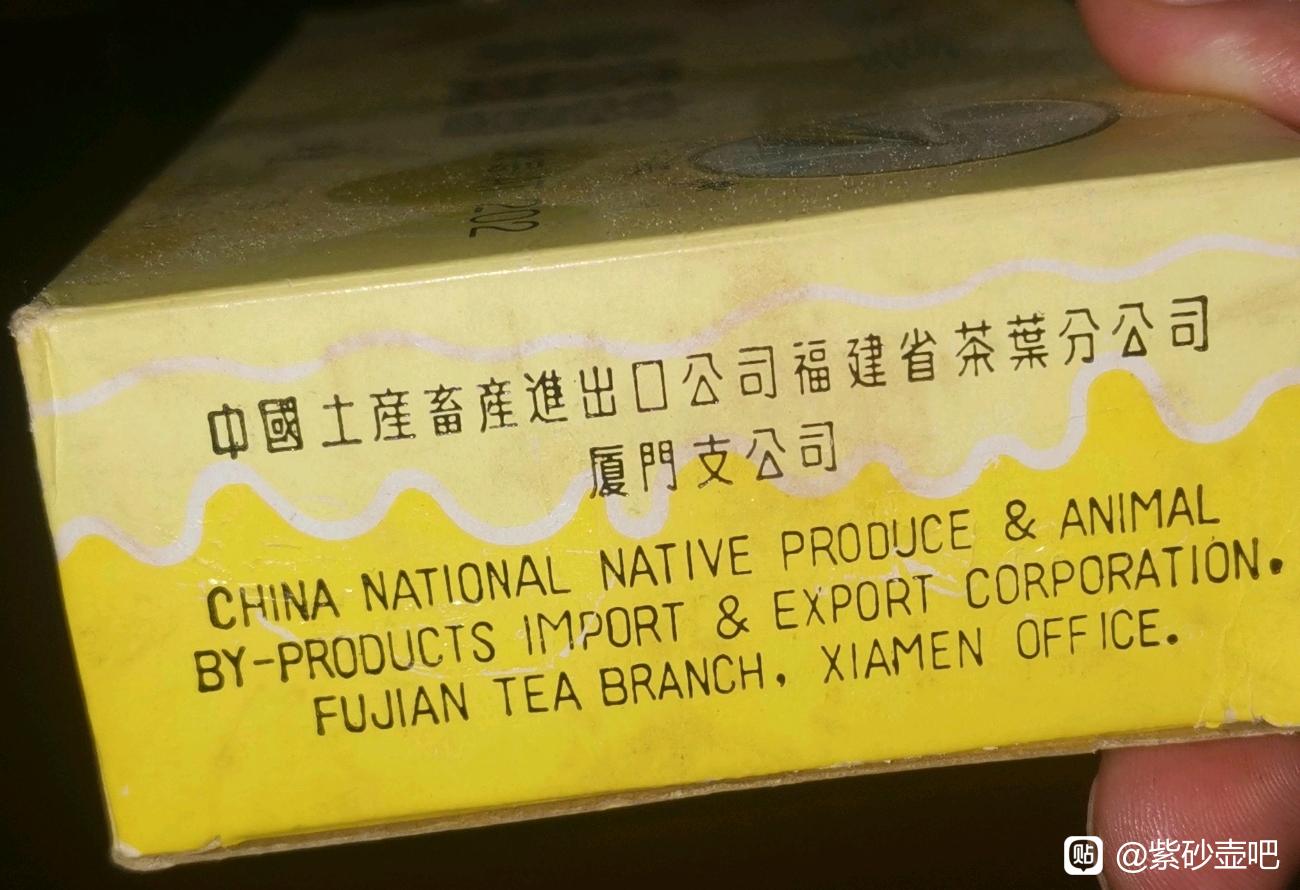 中國土産畜産進出口公司福建省茶葉分公司
厦門支公司
CHINA NATIONAL NATIVE PRODUCE & ANIMAL
BY-PRODUCTS IMPORT & EXPORT CORPORATION.
FUJIAN TEA BRANCH, XIAMEN OFFICE.
贴 @紫砂壶吧